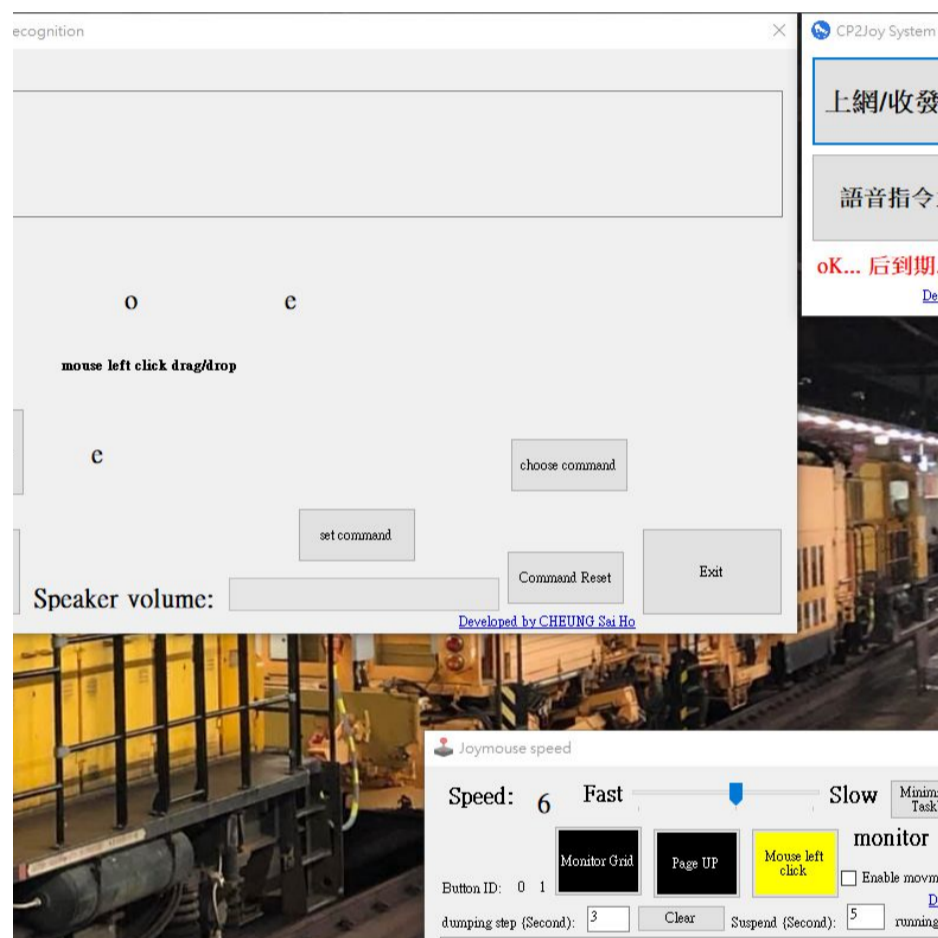 ecognition
o e
mouse left click drag/drop
e
choose command
set command
Command Reset
Exit
Speaker volume:
Developed by CHEUNG Sai Ho
CP2Joy System
上網/收發
語音指令
oK... 后到期
De
Joymouse speed
Speed: 6 Fast Slow
Minim
Task
Monitor Grid
Page UP
Mouse left
click
monitor
Enable movm
Button ID: 0 1
D
dumping step {Second): 3 Clear Suspend {Second): 5 running